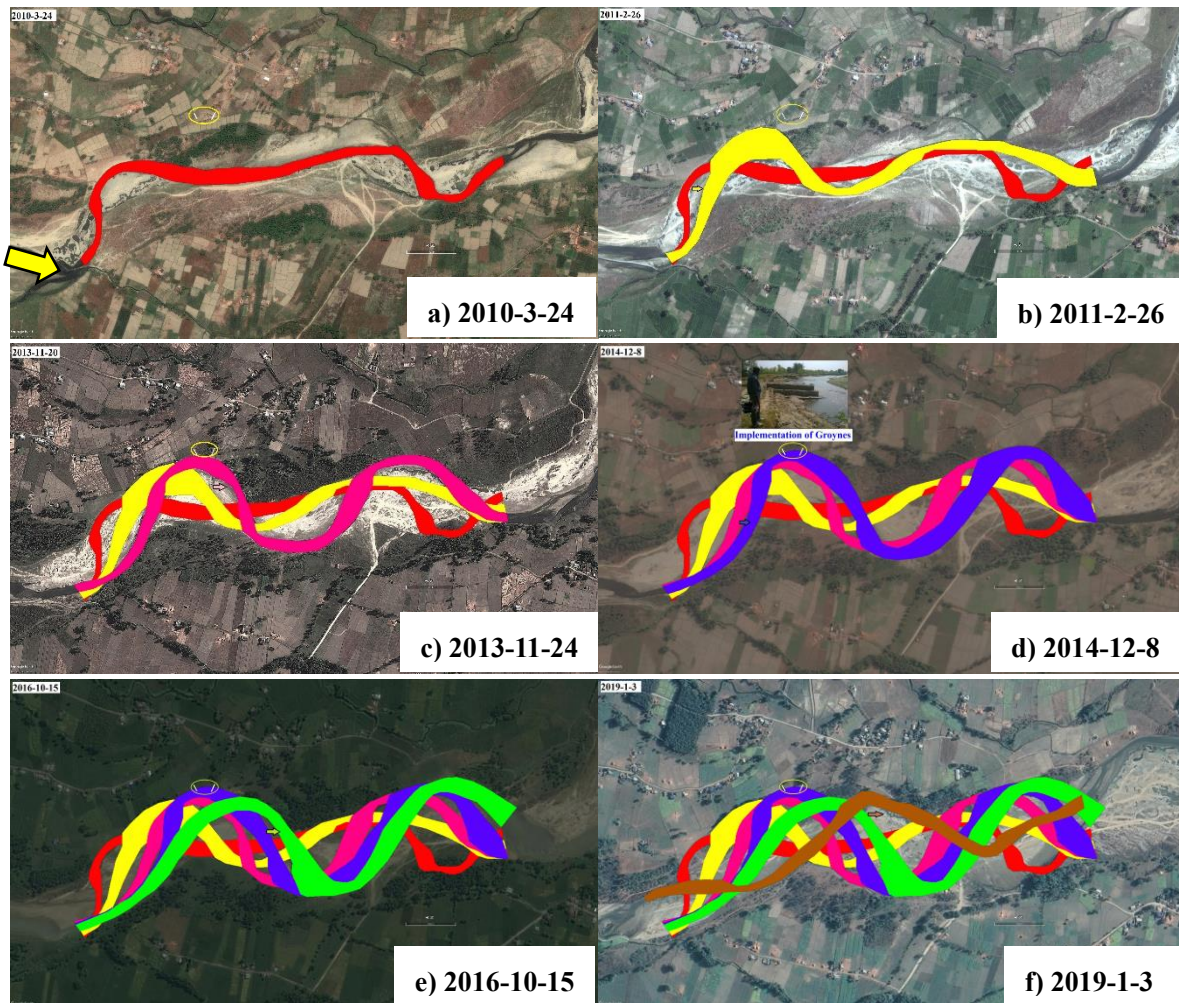 2010-3-24
a) 2010-3-24
2011-2-26
b) 2011-2-26
2013-11-20
c) 2013-11-24
2014-12-8
Implementation of Groynes
d) 2014-12-8
2016-10-15
e) 2016-10-15
2019-1-3
f) 2019-1-3